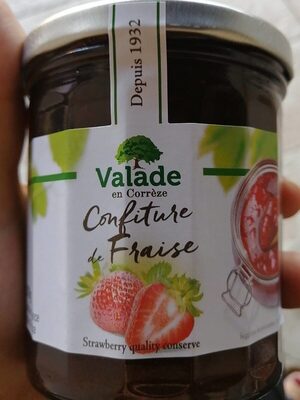 Depuis 1932
Valade
en Corrèze
Confiture
de Fraise
Strawberry quality conserve